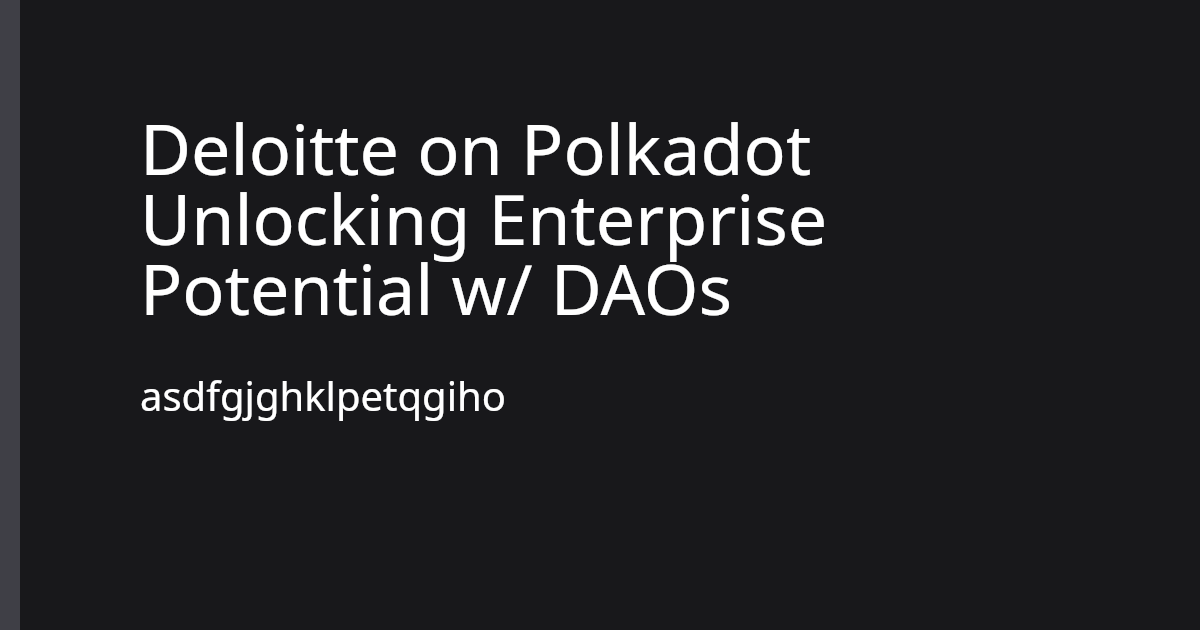 Deloitte on Polkadot
Unlocking Enterprise
Potential w/ DAOs
asdfgjghklpetqgiho